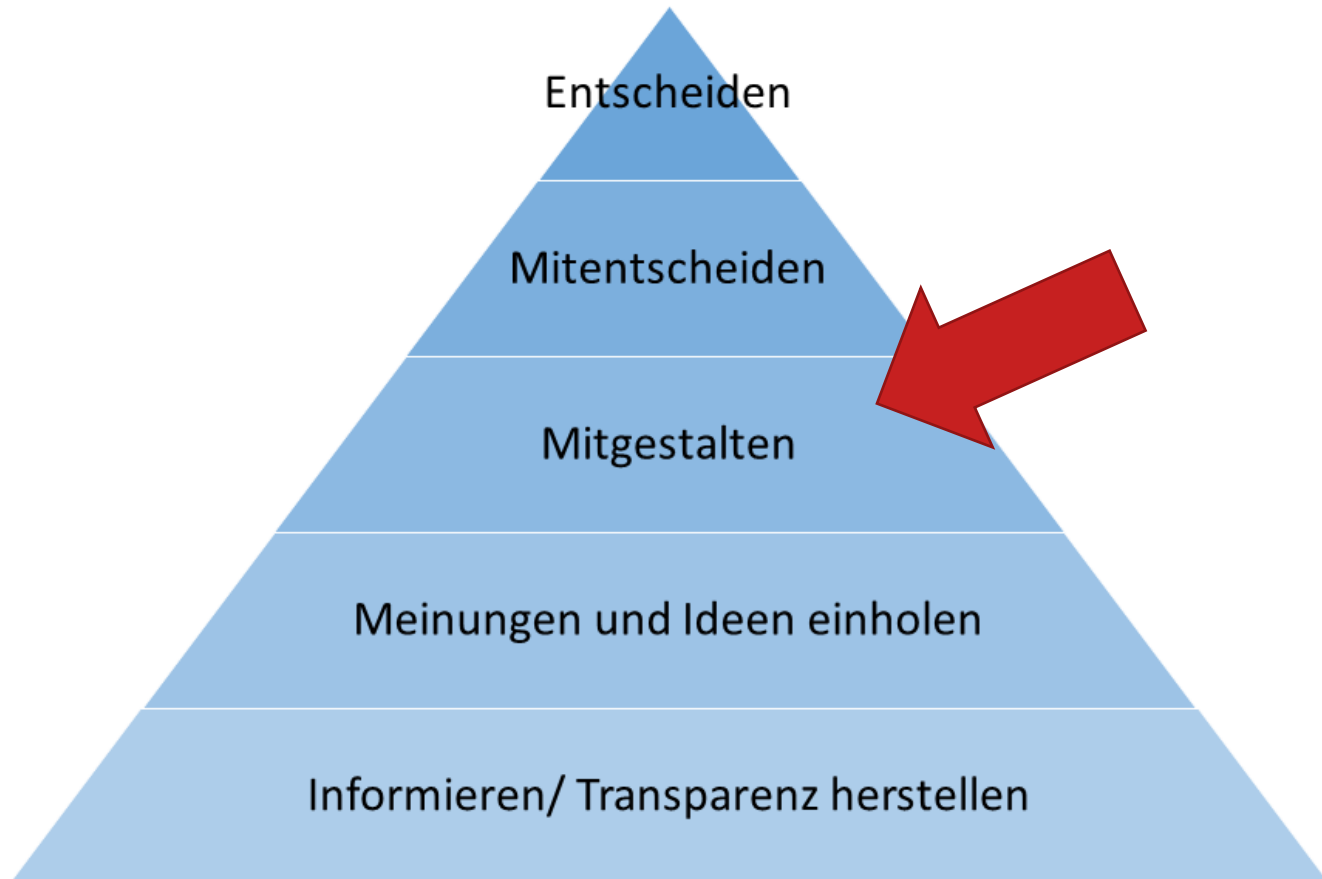 Entscheiden
Mitentscheiden
Mitgestalten
Meinungen und Ideen einholen
Informieren/ Transparenz herstellen